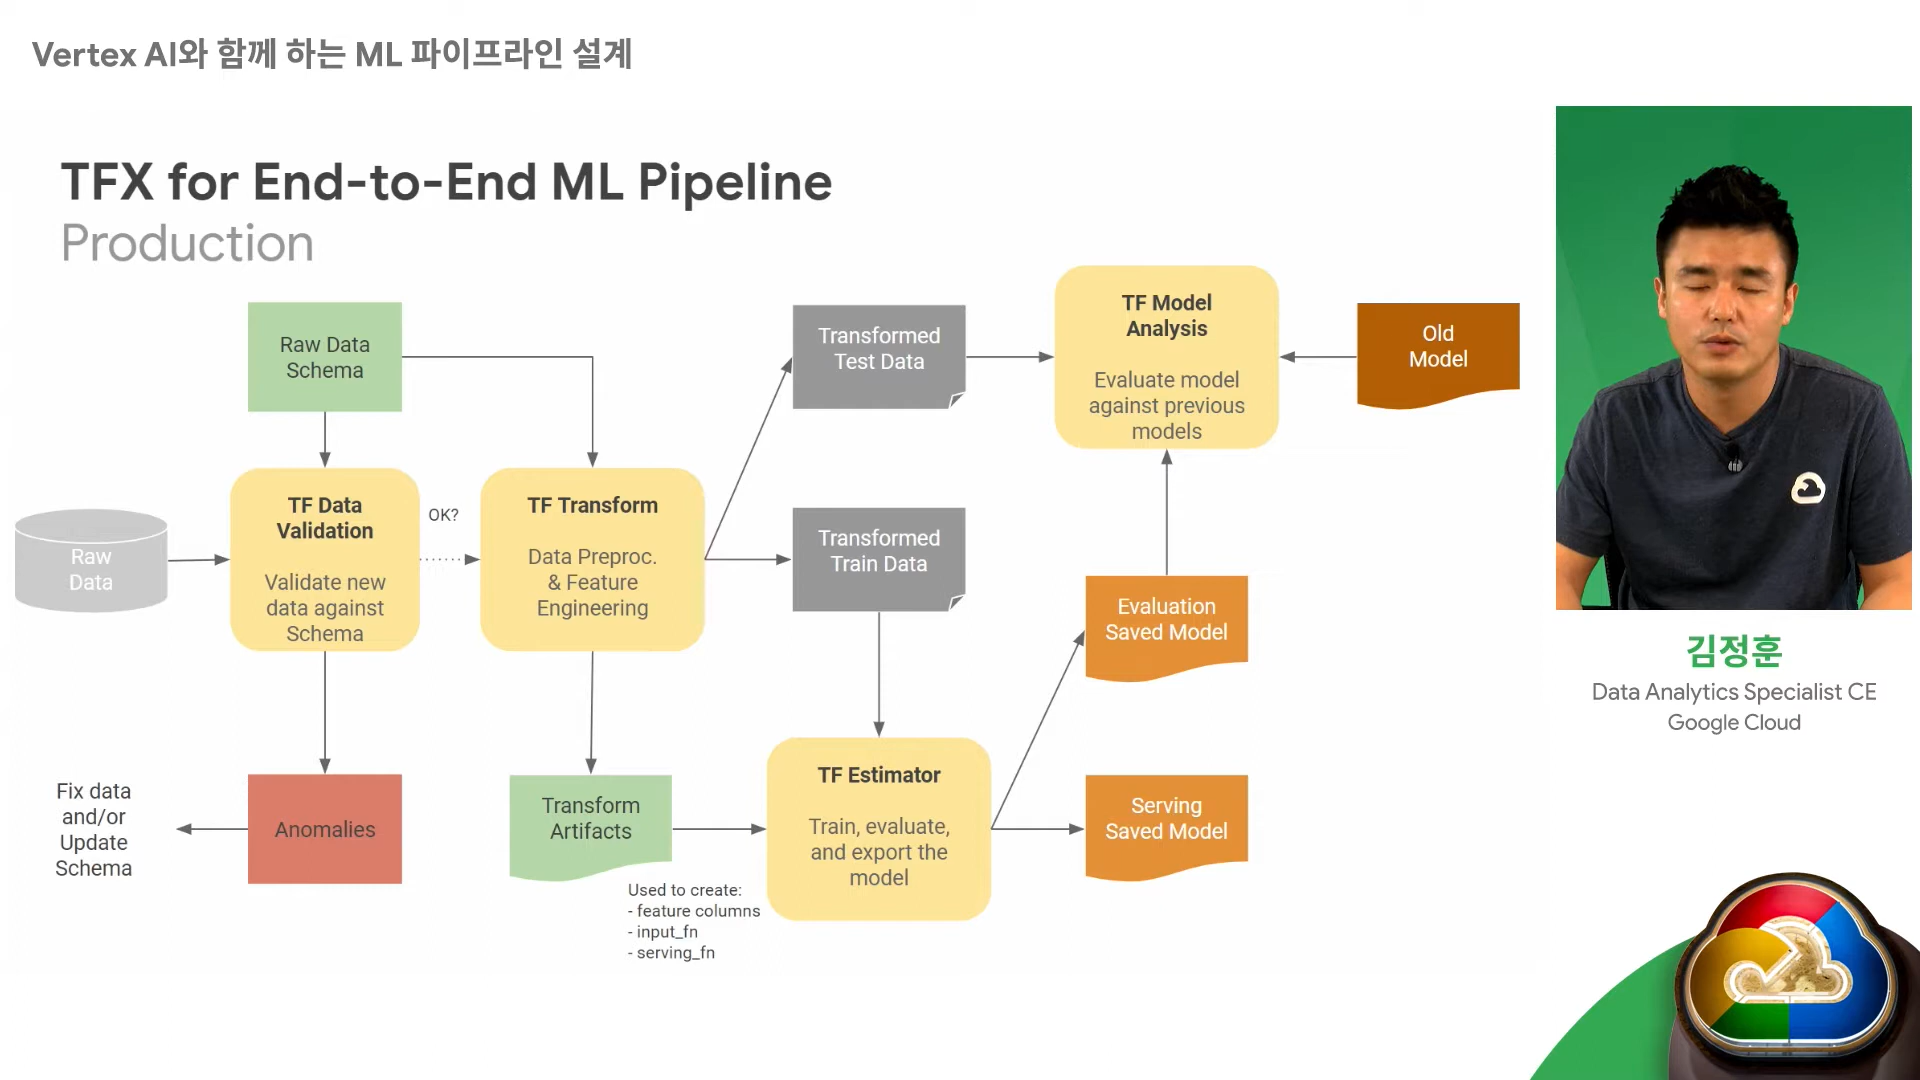 Vertex AI와 함께 하는 ML 파이프라인 설계
TFX for End-to-End ML Pipeline
Production
Raw Data
Schema
Transformed
Test Data
TF Model
Analysis
Evaluate model
against previous
models
Old
Model
Raw
Data
TF Data
Validation
Validate new
data against
Schema
OK?
TF Transform
Data Preproc.
& Feature
Engineering
Transformed
Train Data
Evaluation
Saved Model
Fix data
and/or
Update
Schema
Anomalies
Transform
Artifacts
Used to create:
- feature columns
- input_fn
- serving_fn
TF Estimator
Train, evaluate,
and export the
model
Serving
Saved Model
김정훈
Data Analytics Specialist CE
Google Cloud